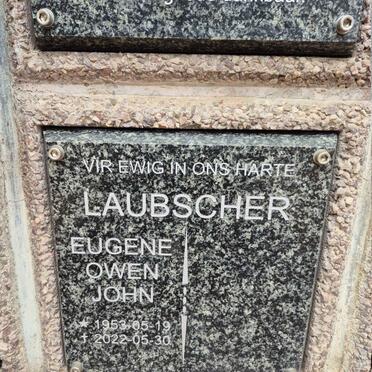 VIR EWIG IN ONS HARTE
LAUBSCHER
EUGENE
OWEN
JOHN
* 1953-05-19
† 2022-05-30